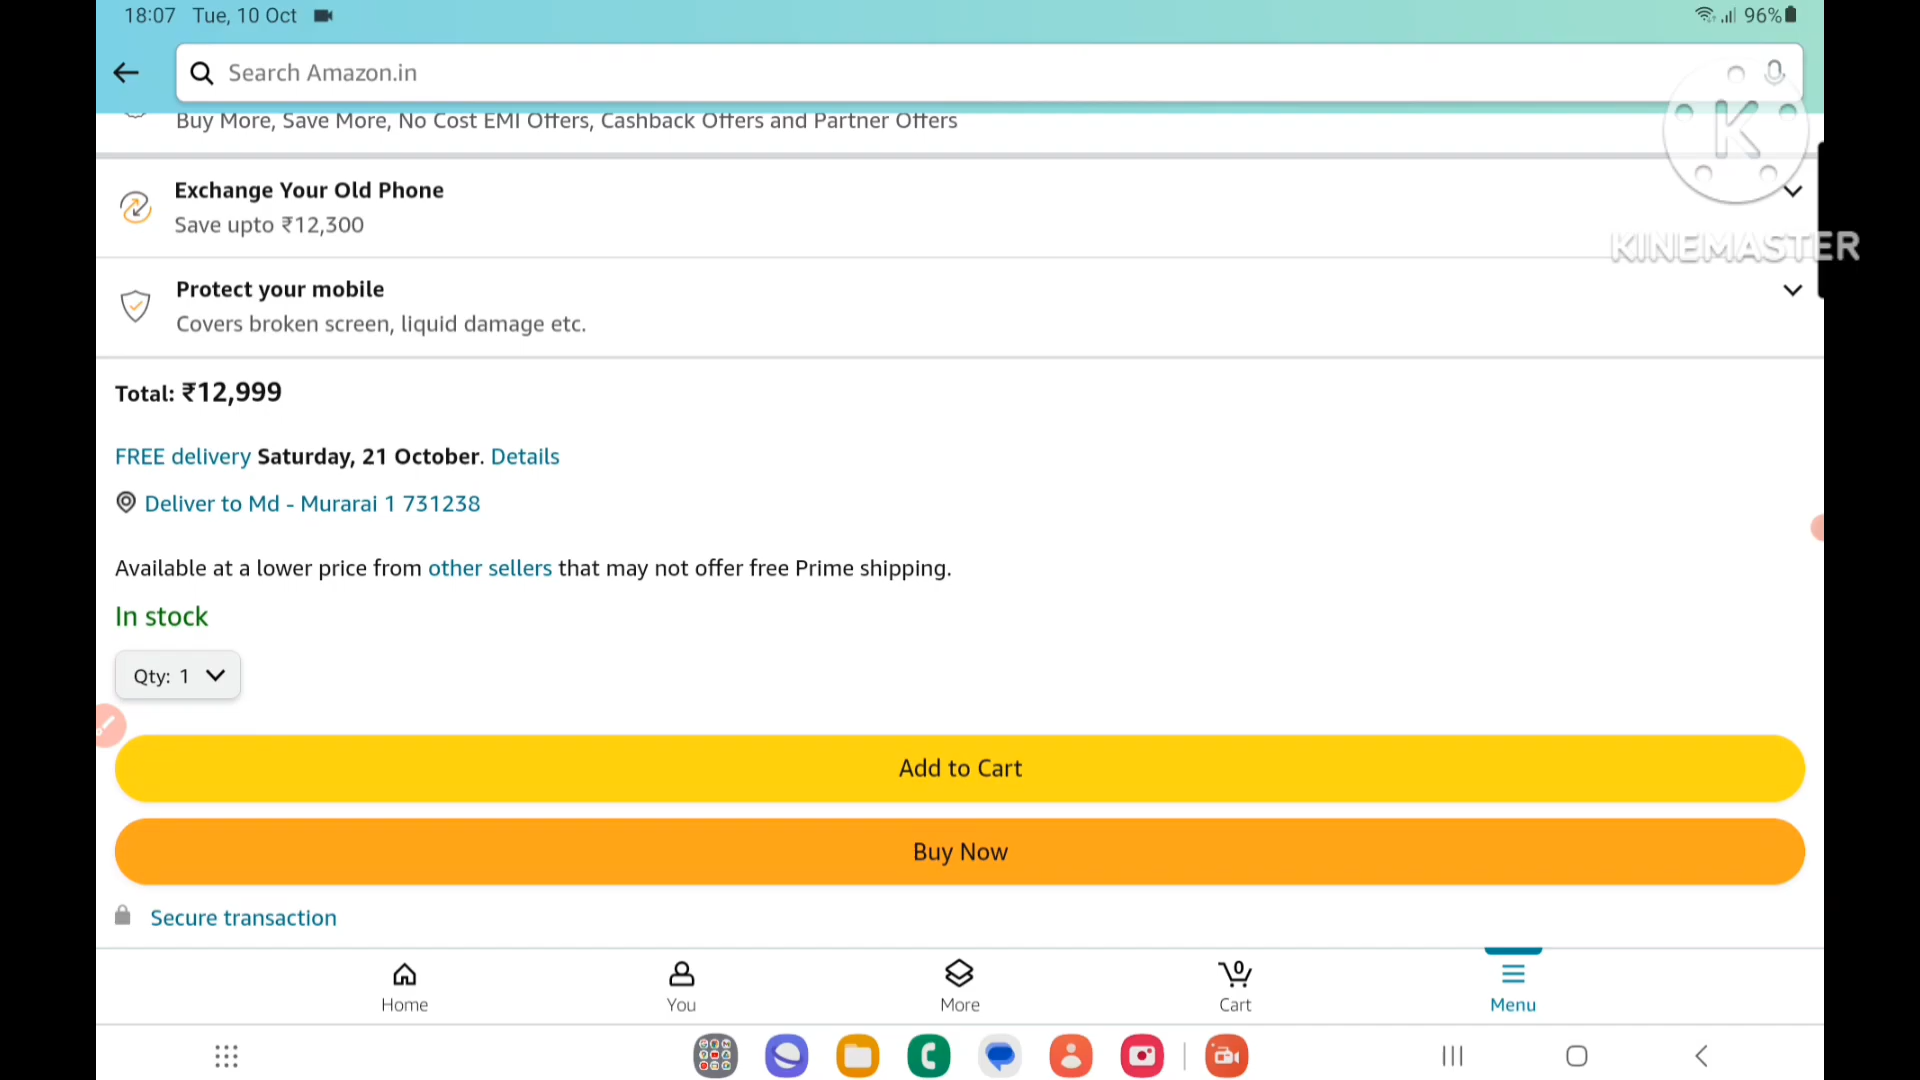 18:07 Tue, 10 Oct 96%
Search Amazon.in
Buy More, Save More, No Cost EMI Offers, Cashback Offers and Partner Offers
K
Exchange Your Old Phone
Save upto ₹12,300
KINEMASTER
Protect your mobile
Covers broken screen, liquid damage etc.
Total: ₹12,999
FREE delivery Saturday, 21 October. Details
Deliver to Md - Murarai 1 731238
Available at a lower price from other sellers that may not offer free Prime shipping.
In stock
Qty: 1
Add to Cart
Buy Now
Secure transaction
0
Home You More Cart Menu